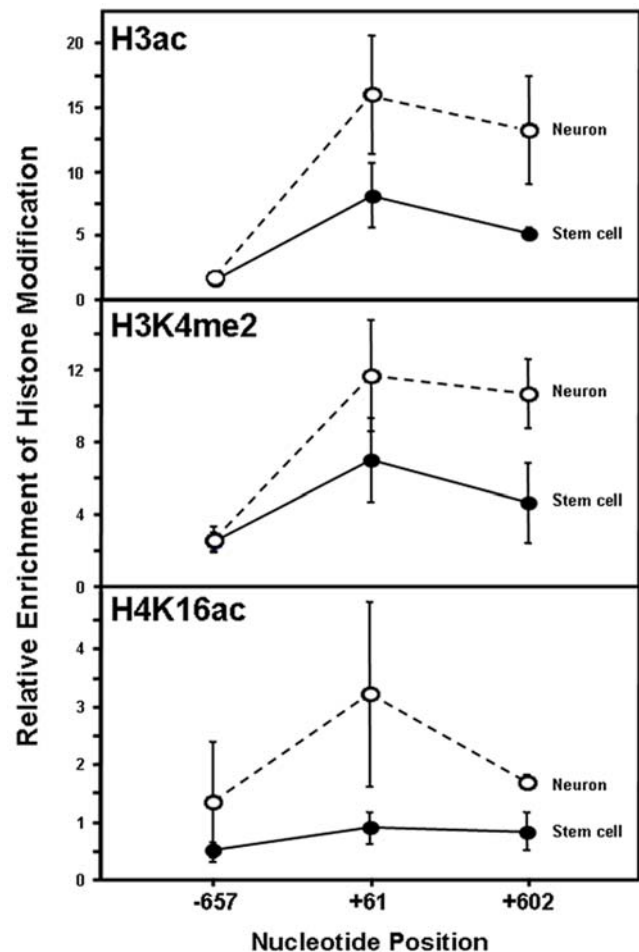 Relative Enrichment of Histone Modification
H3ac
20
15
10
5
0
Neuron
Stem cell
H3K4me2
12
8
4
0
Neuron
Stem cell
H4K16ac
4
3
2
1
0
Neuron
Stem cell
-657
+61
+602
Nucleotide Position